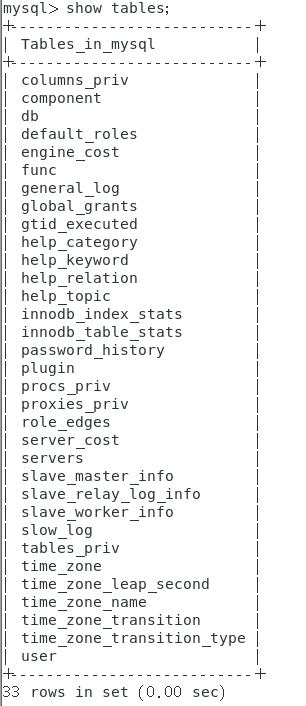 mysql> show tables;
+---------------------------+
| Tables_in_mysql           |
+---------------------------+
| columns_priv              |
| component                 |
| db                        |
| default_roles             |
| engine_cost               |
| func                      |
| general_log               |
| global_grants             |
| gtid_executed             |
| help_category             |
| help_keyword              |
| help_relation             |
| help_topic                |
| innodb_index_stats        |
| innodb_table_stats        |
| password_history          |
| plugin                    |
| procs_priv                |
| proxies_priv              |
| role_edges                |
| server_cost               |
| servers                   |
| slave_master_info         |
| slave_relay_log_info      |
| slave_worker_info         |
| slow_log                  |
| tables_priv               |
| time_zone                 |
| time_zone_leap_second     |
| time_zone_name            |
| time_zone_transition      |
| time_zone_transition_type |
| user                      |
+---------------------------+
33 rows in set (0.00 sec)